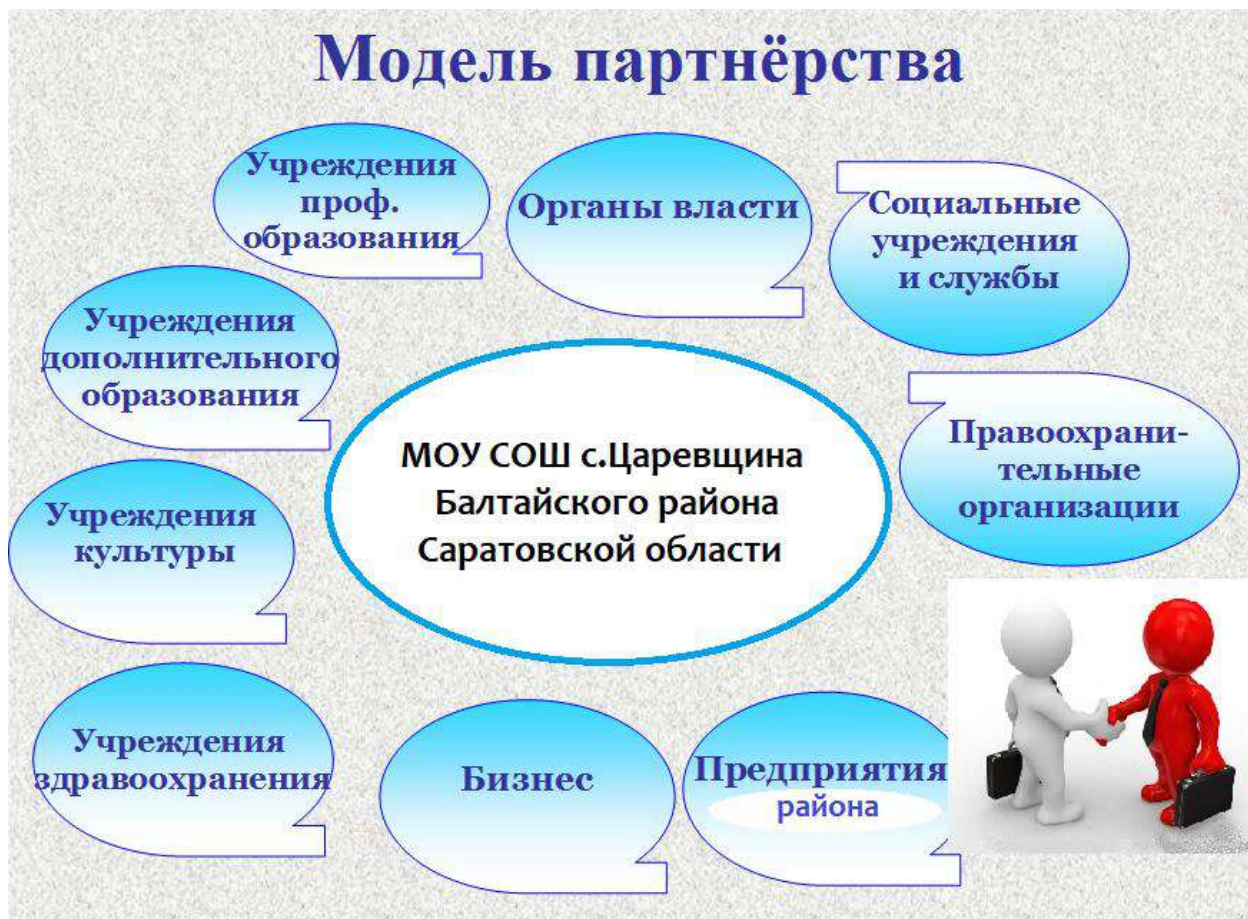 Модель партнёрства
Учреждения
проф.
образования
Органы власти
Социальные
учреждения
и службы
Учреждения
дополнительного
образования
Правоохрани-
тельные
организации
МОУ СОШ с.Царевщина
Балтайского района
Саратовской области
Учреждения
культуры
Учреждения
здравоохранения
Бизнес
Предприятия
района